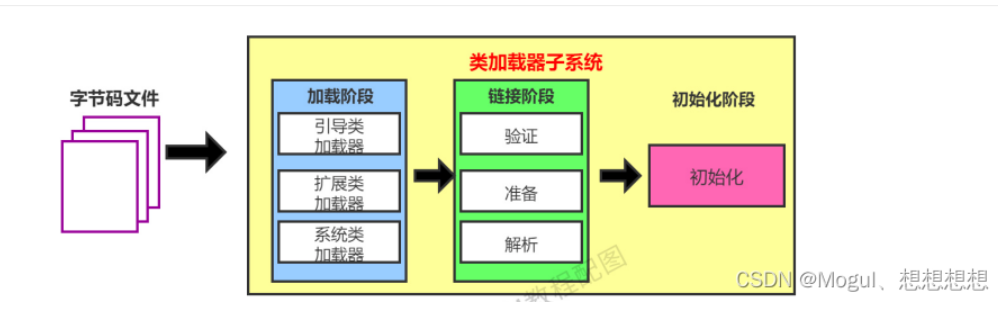 类加载器子系统
字节码文件
加载阶段
引导类
加载器
扩展类
加载器
系统类
加载器
链接阶段
验证
准备
解析
初始化阶段
初始化
教程配图
CSDN @Mogul、想想想想